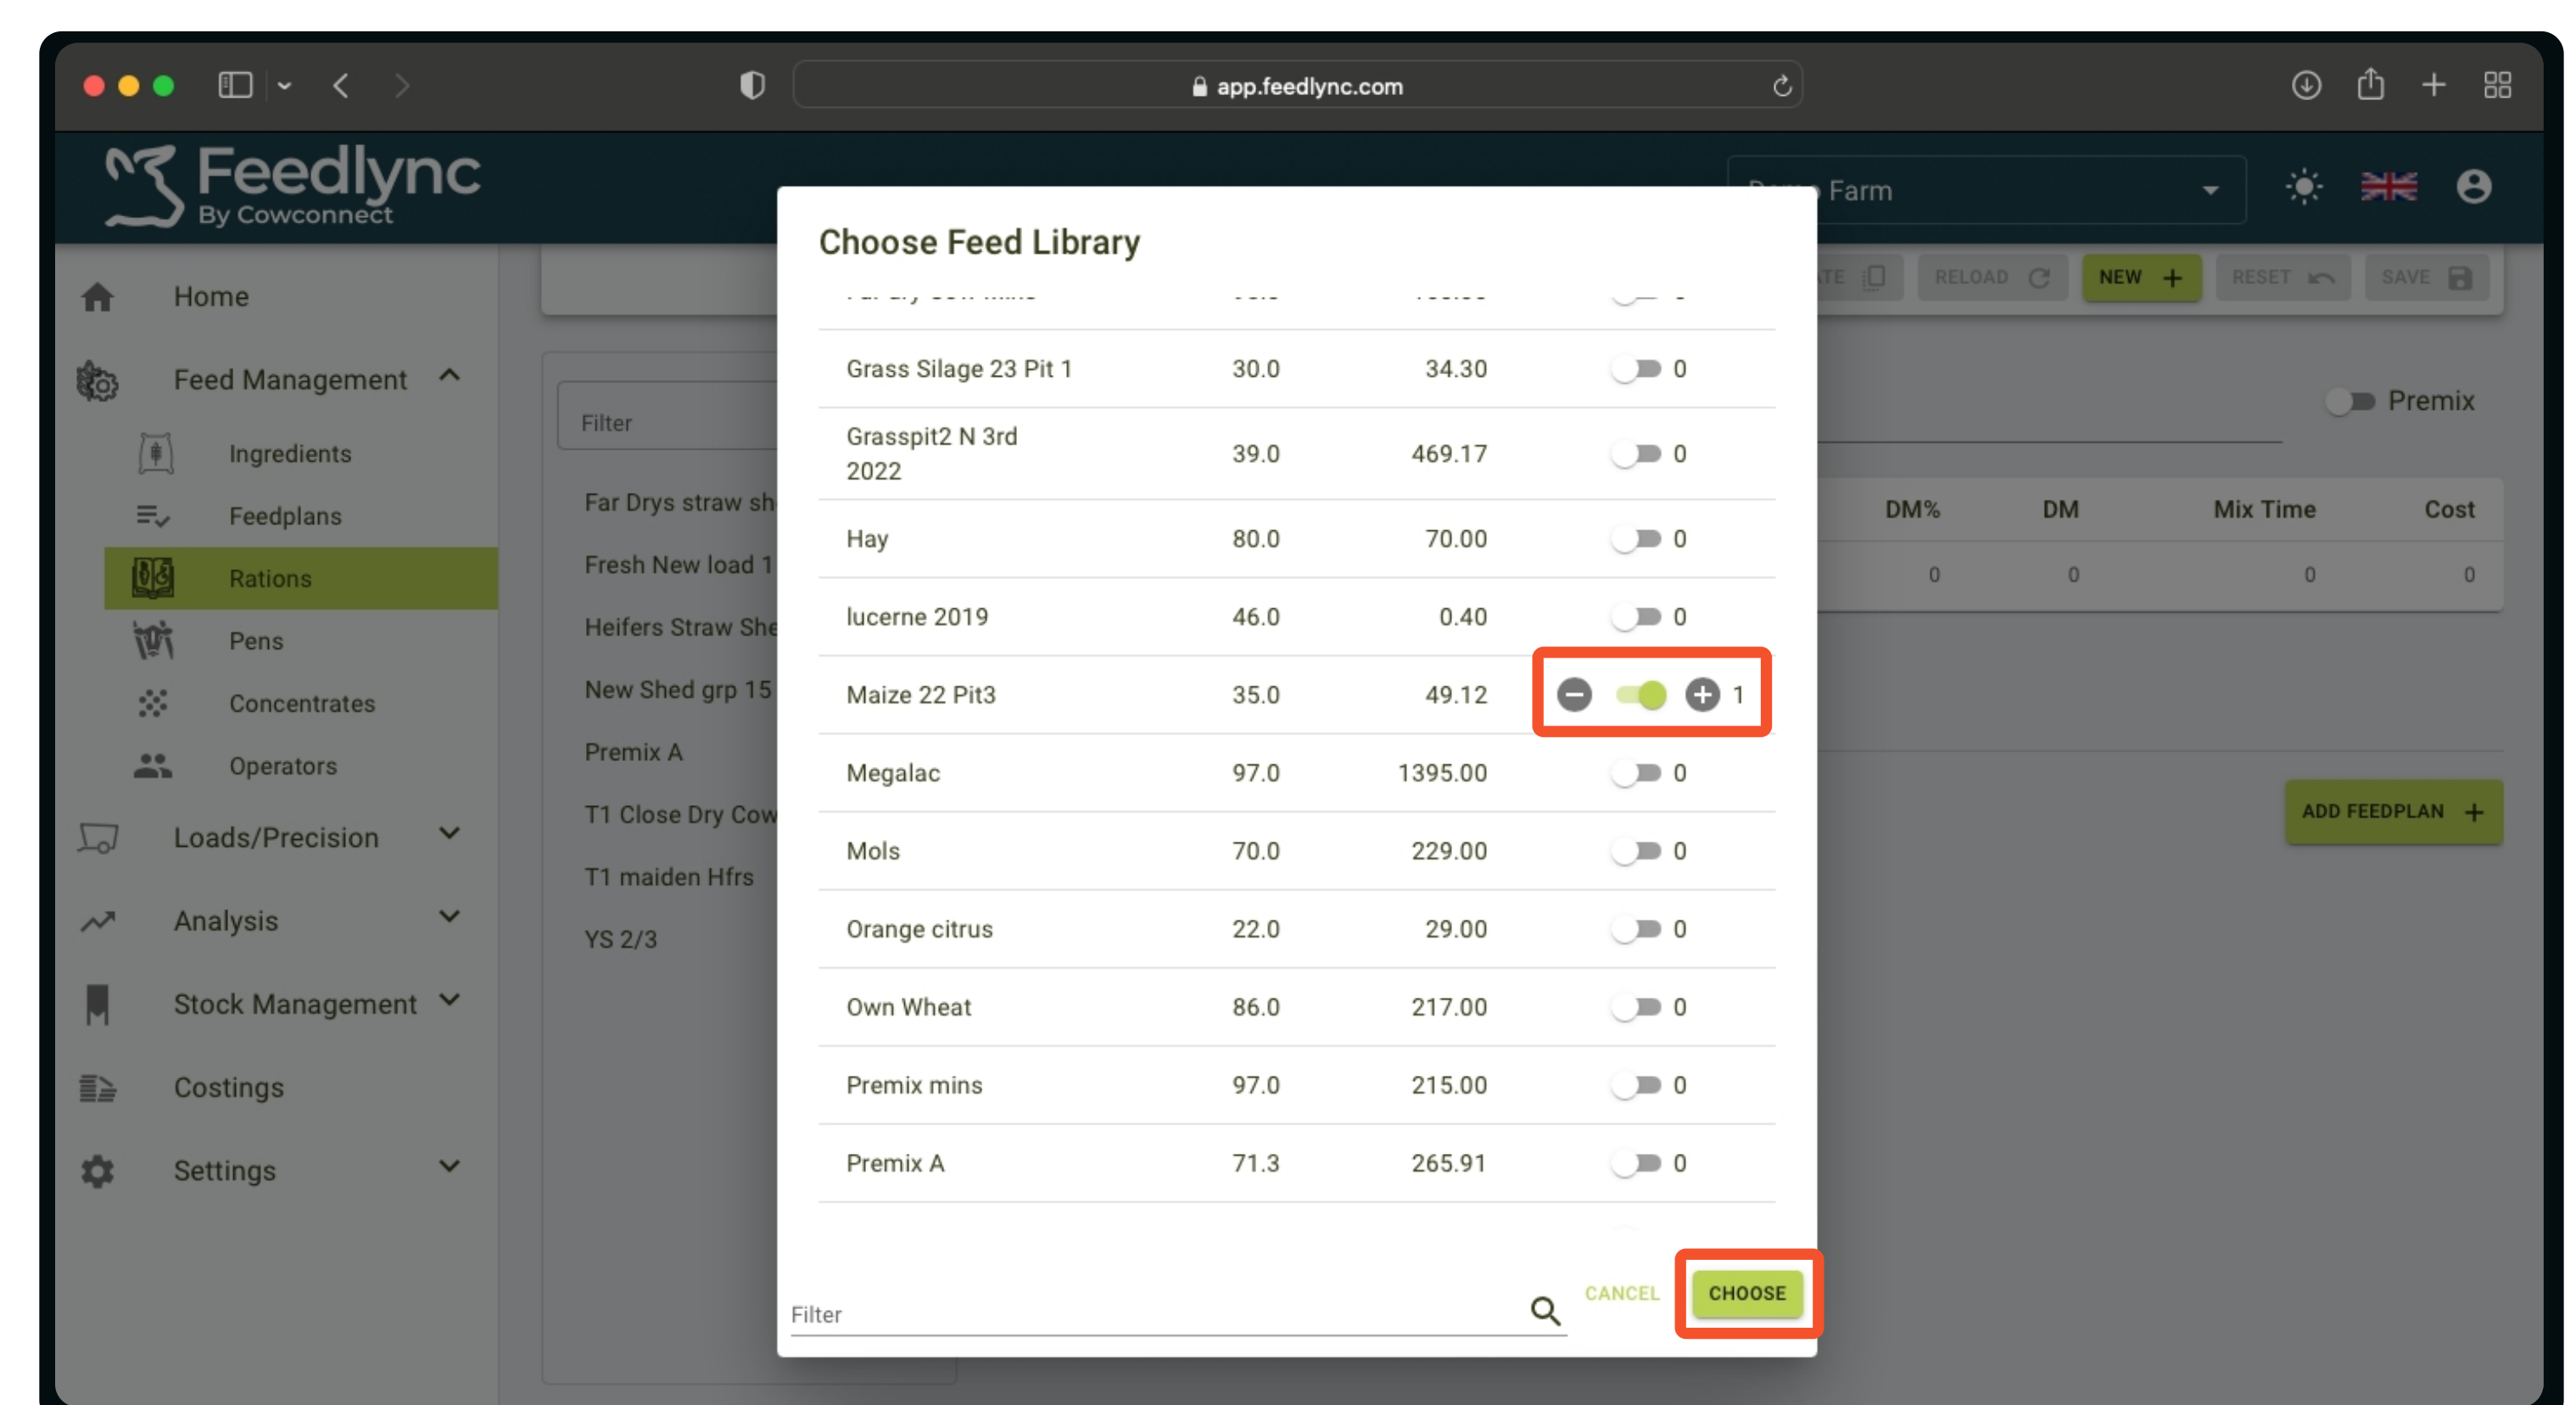 app.feedlync.com
Feedlync
By Cowconnect
Farm
Home
Feed Management
Ingredients
Feedplans
Rations
Pens
Concentrates
Operators
Loads/Precision
Analysis
Stock Management
Costings
Settings
Filter
Far Drys straw sh
Fresh New load 1
Heifers Straw She
New Shed grp 15
Premix A
T1 Close Dry Cow
T1 maiden Hfrs
YS 2/3
Choose Feed Library
Grass Silage 23 Pit 1 30.0 34.30 0
Grasspit2 N 3rd
2022 39.0 469.17 0
Hay 80.0 70.00 0
lucerne 2019 46.0 0.40 0
Maize 22 Pit3 35.0 49.12 1
Megalac 97.0 1395.00 0
Mols 70.0 229.00 0
Orange citrus 22.0 29.00 0
Own Wheat 86.0 217.00 0
Premix mins 97.0 215.00 0
Premix A 71.3 265.91 0
Filter
CANCEL CHOOSE
RELOAD NEW + RESET SAVE
Premix
DM% DM Mix Time Cost
0 0 0 0
ADD FEEDPLAN +